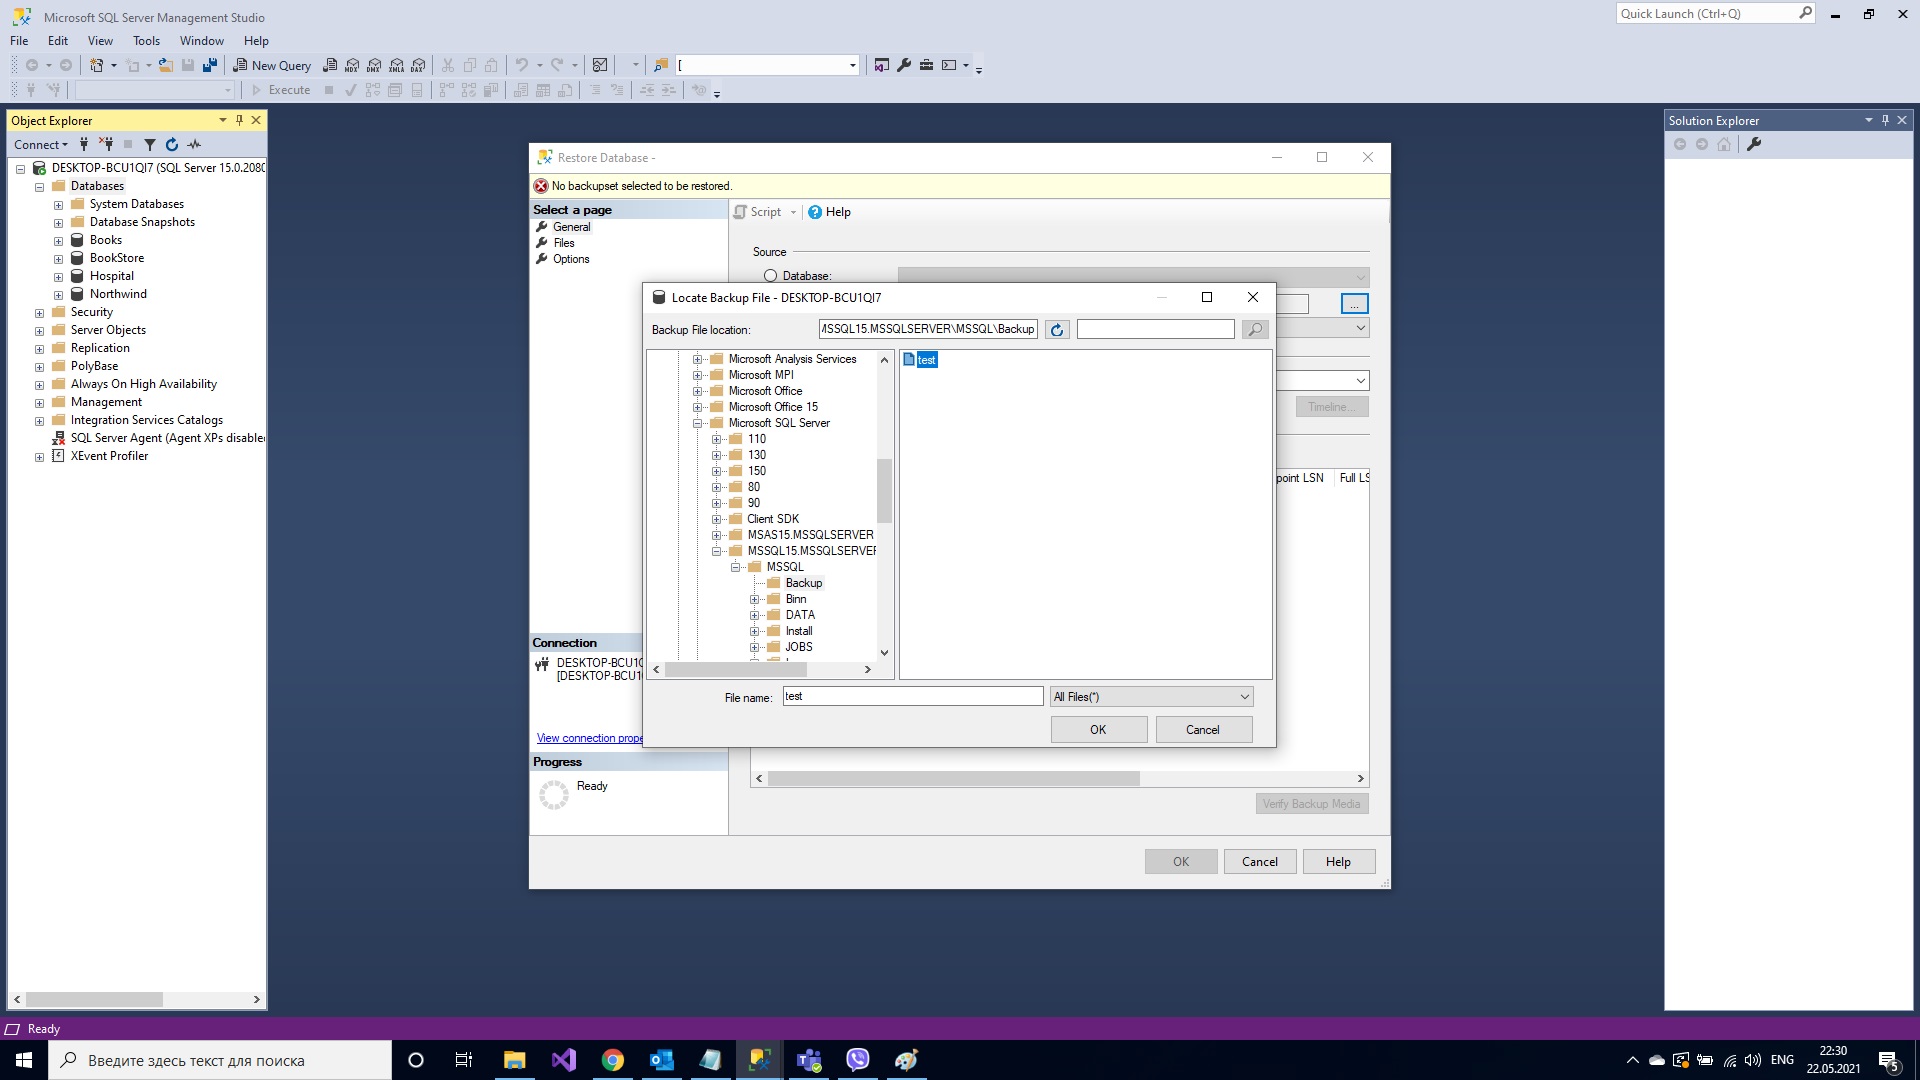 Microsoft SQL Server Management Studio
Quick Launch (Ctrl+Q)
File Edit View Tools Window Help
New Query
MDX DMX XMLA DAX
[
Execute
Object Explorer
Connect
DESKTOP-BCU1QI7 (SQL Server 15.0.2080
Databases
System Databases
Database Snapshots
Books
BookStore
Hospital
Northwind
Security
Server Objects
Replication
PolyBase
Always On High Availability
Management
Integration Services Catalogs
SQL Server Agent (Agent XPs disabled
XEvent Profiler
Restore Database -
No backupset selected to be restored.
Select a page
General
Files
Options
Script
Help
Source
Database:
...
Timeline...
point LSN
Full LS
Connection
DESKTOP-BCU1Q
[DESKTOP-BCU1
View connection prope
Progress
Ready
Verify Backup Media
OK
Cancel
Help
Locate Backup File - DESKTOP-BCU1QI7
Backup File location:
MSSQL15.MSSQLSERVER\MSSQL\Backup
Microsoft Analysis Services
Microsoft MPI
Microsoft Office
Microsoft Office 15
Microsoft SQL Server
110
130
150
80
90
Client SDK
MSAS15.MSSQLSERVER
MSSQL15.MSSQLSERVER
MSSQL
Backup
Binn
DATA
Install
JOBS
test
File name:
test
All Files(*)
OK
Cancel
Solution Explorer
Ready
Введите здесь текст для поиска
ENG
22:30
22.05.2021
5